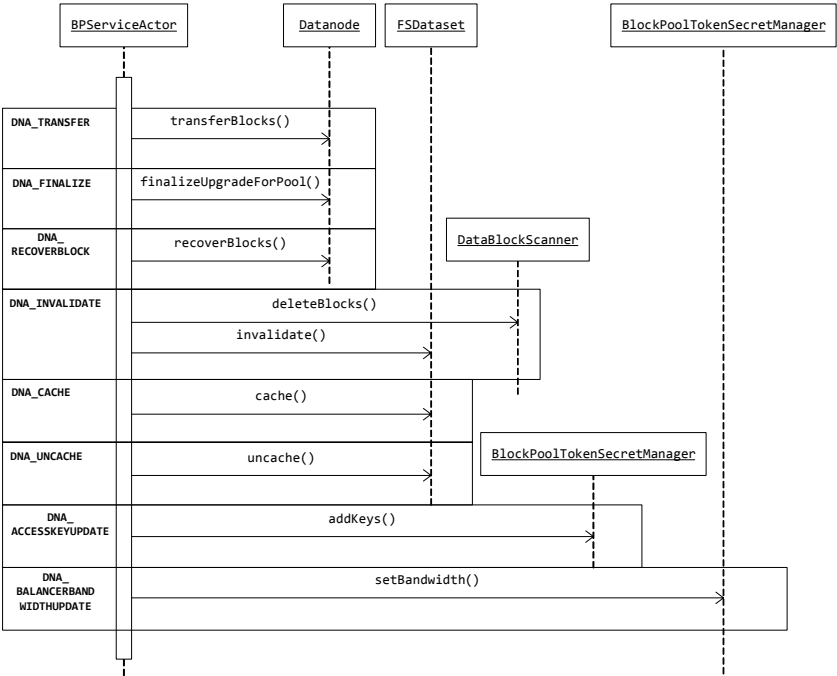 BPServiceActor
Datanode
FSDataset
BlockPoolTokenSecretManager
DNA_TRANSFER
transferBlocks()
DNA_FINALIZE
finalizeUpgradeForPool()
DNA_
RECOVERBLOCK
recoverBlocks()
DataBlockScanner
DNA_INVALIDATE
deleteBlocks()
invalidate()
DNA_CACHE
cache()
DNA_UNCACHE
uncache()
BlockPoolTokenSecretManager
DNA_
ACCESSKEYUPDATE
addKeys()
DNA_
BALANCERBAND
WIDTHUPDATE
setBandwidth()